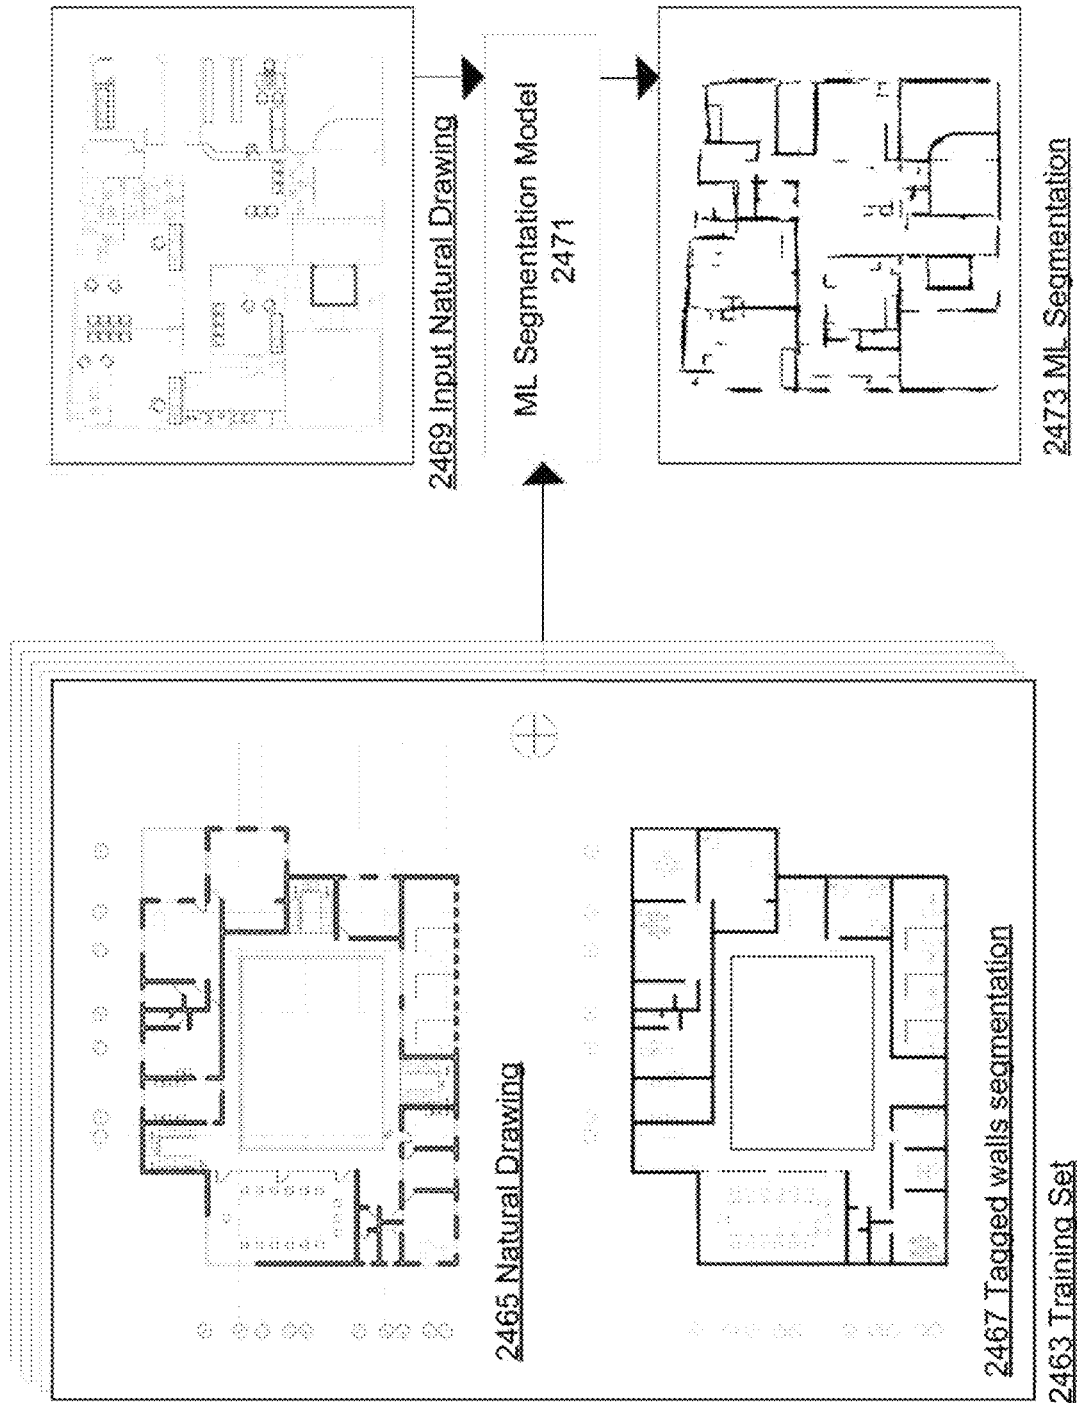 2469 Input Natural Drawing
ML Segmentation Model
2471
2473 ML Segmentation
2465 Natural Drawing
2467 Tagged walls segmentation
2463 Training Set